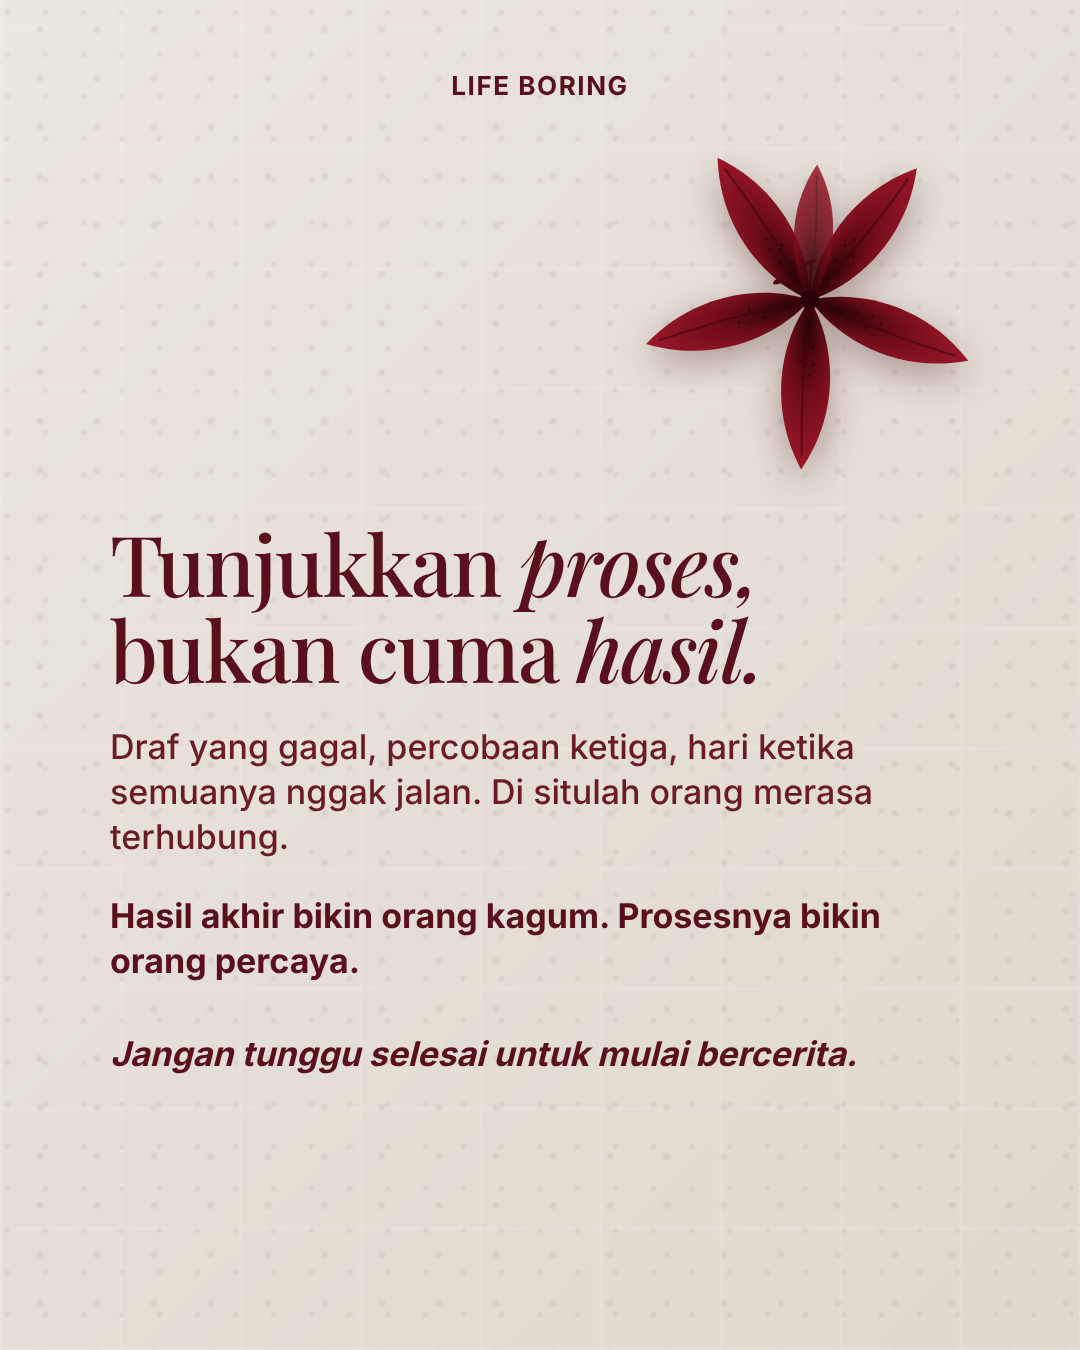 LIFE BORING
Tunjukkan proses,
bukan cuma hasil.
Draf yang gagal, percobaan ketiga, hari ketika
semuanya nggak jalan. Di situlah orang merasa
terhubung.
Hasil akhir bikin orang kagum. Prosesnya bikin
orang percaya.
Jangan tunggu selesai untuk mulai bercerita.